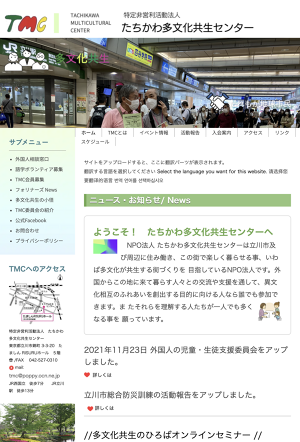 TMC
TACHIKAWA
MULTICULTURAL
CENTER
特定非営利活動法人
たちかわ多文化共生センター
多文化共生
ホーム
TMCとは
イベント情報
活動報告
入会案内
アクセス
リンク
スケジュール
サブメニュー
外国人相談窓口
語学ボランティア募集
TMC会員募集
フォリナーズ News
多文化共生の小径
TMC委員会の紹介
公式Facebook
お問合わせ
プライバシーポリシー
TMCへのアクセス
特定非営利活動法人 たちかわ多文化共生センター
mail:
tmc@poppy.ocn.ne.jp
サイトをアップロードすると、ここに翻訳パーツが表示されます。
翻訳する言語を選択してください Select the language you want for this website. 请选择您
ニュース・お知らせ/ News
ようこそ！ たちかわ多文化共生センターへ
NPO法人 たちかわ多文化共生センターは立川市及
び周辺に住み働き、この街で楽しく暮らせる事、いわ
ば多文化が共生する街づくりを 目指しているNPO法人です。外
国からこの地に来て暮らす人々との交流や支援を通して、異文
化相互のふれあいを創出する目的に向ける人なら誰でも参加で
きます。ま たそれらを理解する人たちが一人でも多く
なる事を 願っています。
2021年11月23日 外国人の児童・生徒支援委員会をアップ
しました。
詳しくは
立川市総合防災訓練の活動報告をアップしました。
詳しくは
//多文化共生のひろばオンラインセミナー //